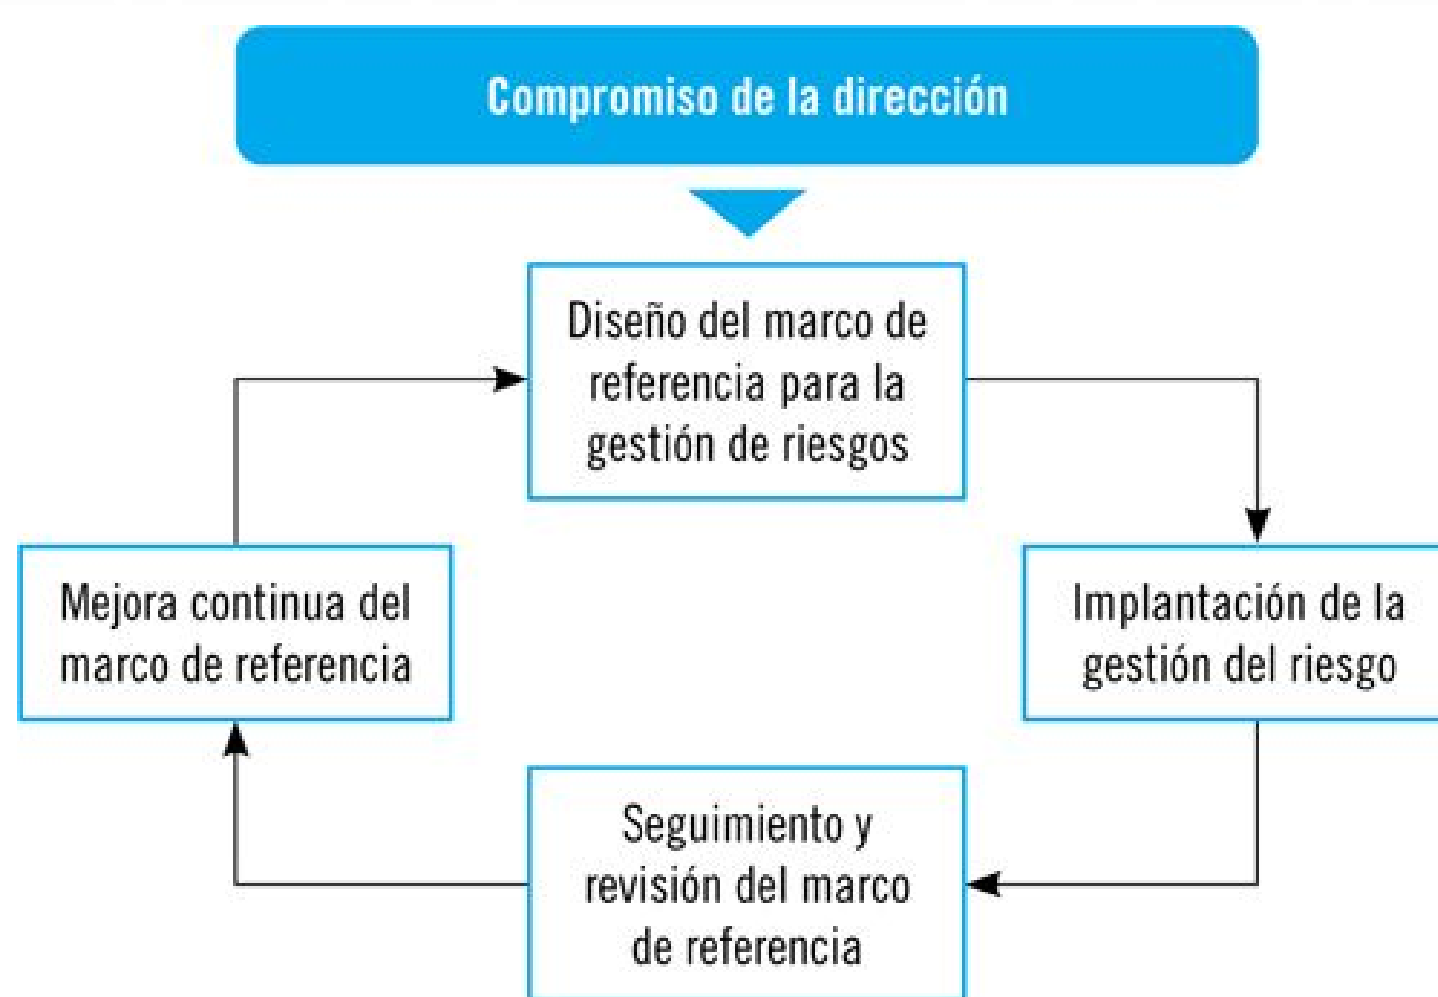 Compromiso de la dirección
Diseño del marco de
referencia para la
gestión de riesgos
Mejora continua del
marco de referencia
Implantación de la
gestión del riesgo
Seguimiento y
revisión del marco
de referencia